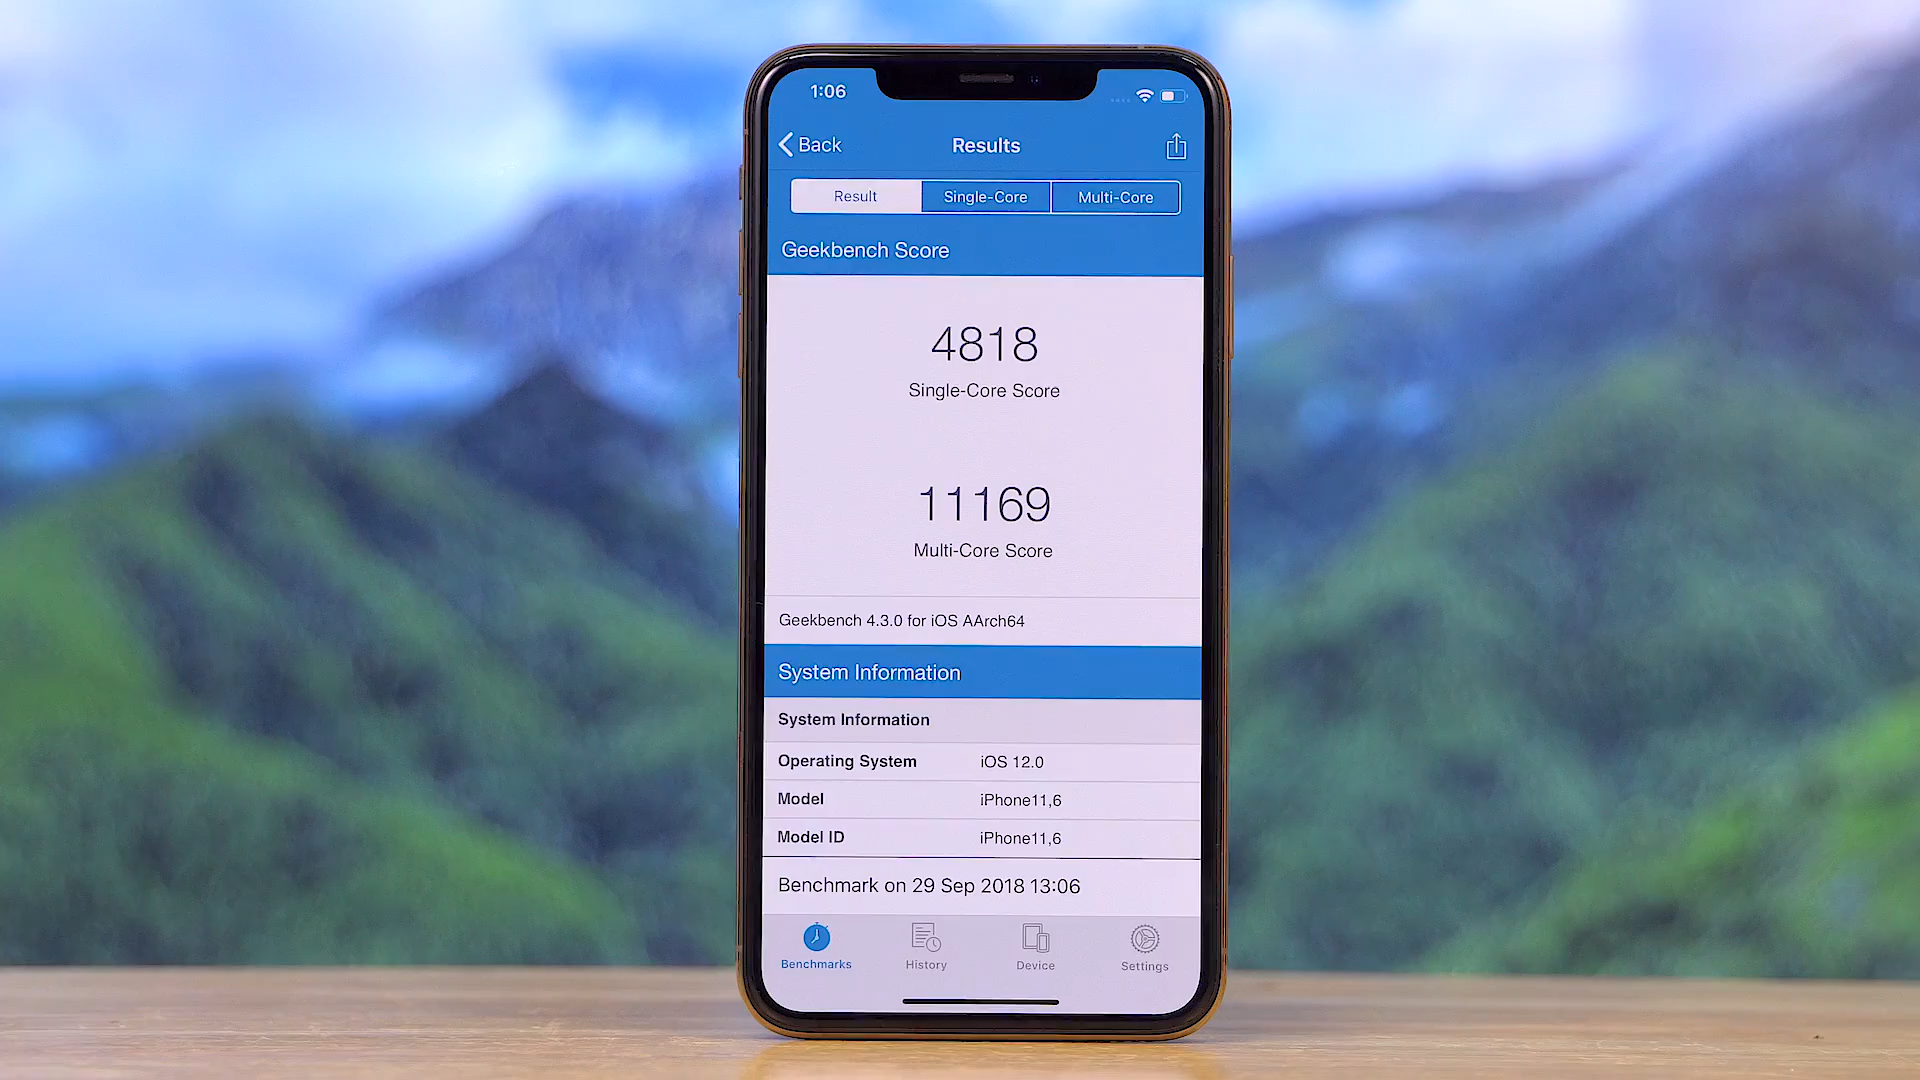 1:06
Back Results
Result Single-Core Multi-Core
Geekbench Score
4818
Single-Core Score
11169
Multi-Core Score
Geekbench 4.3.0 for iOS AArch64
System Information
System Information
Operating System iOS 12.0
Model iPhone11,6
Model ID iPhone11,6
Benchmark on 29 Sep 2018 13:06
Benchmarks History Device Settings